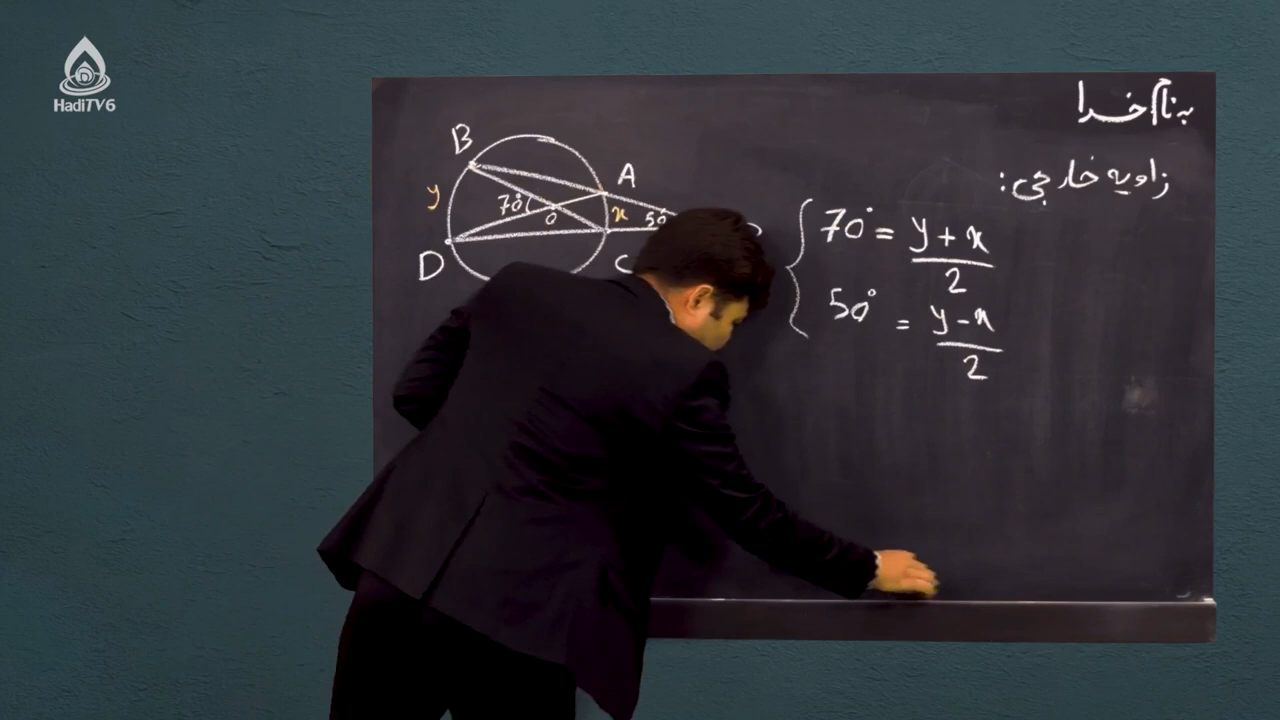 HadiTV6
به نام خدا
زاویه خارجی:
B
A
y
70°
O
x
50°
D
C
70° = y + x / 2
50° = y - x / 2